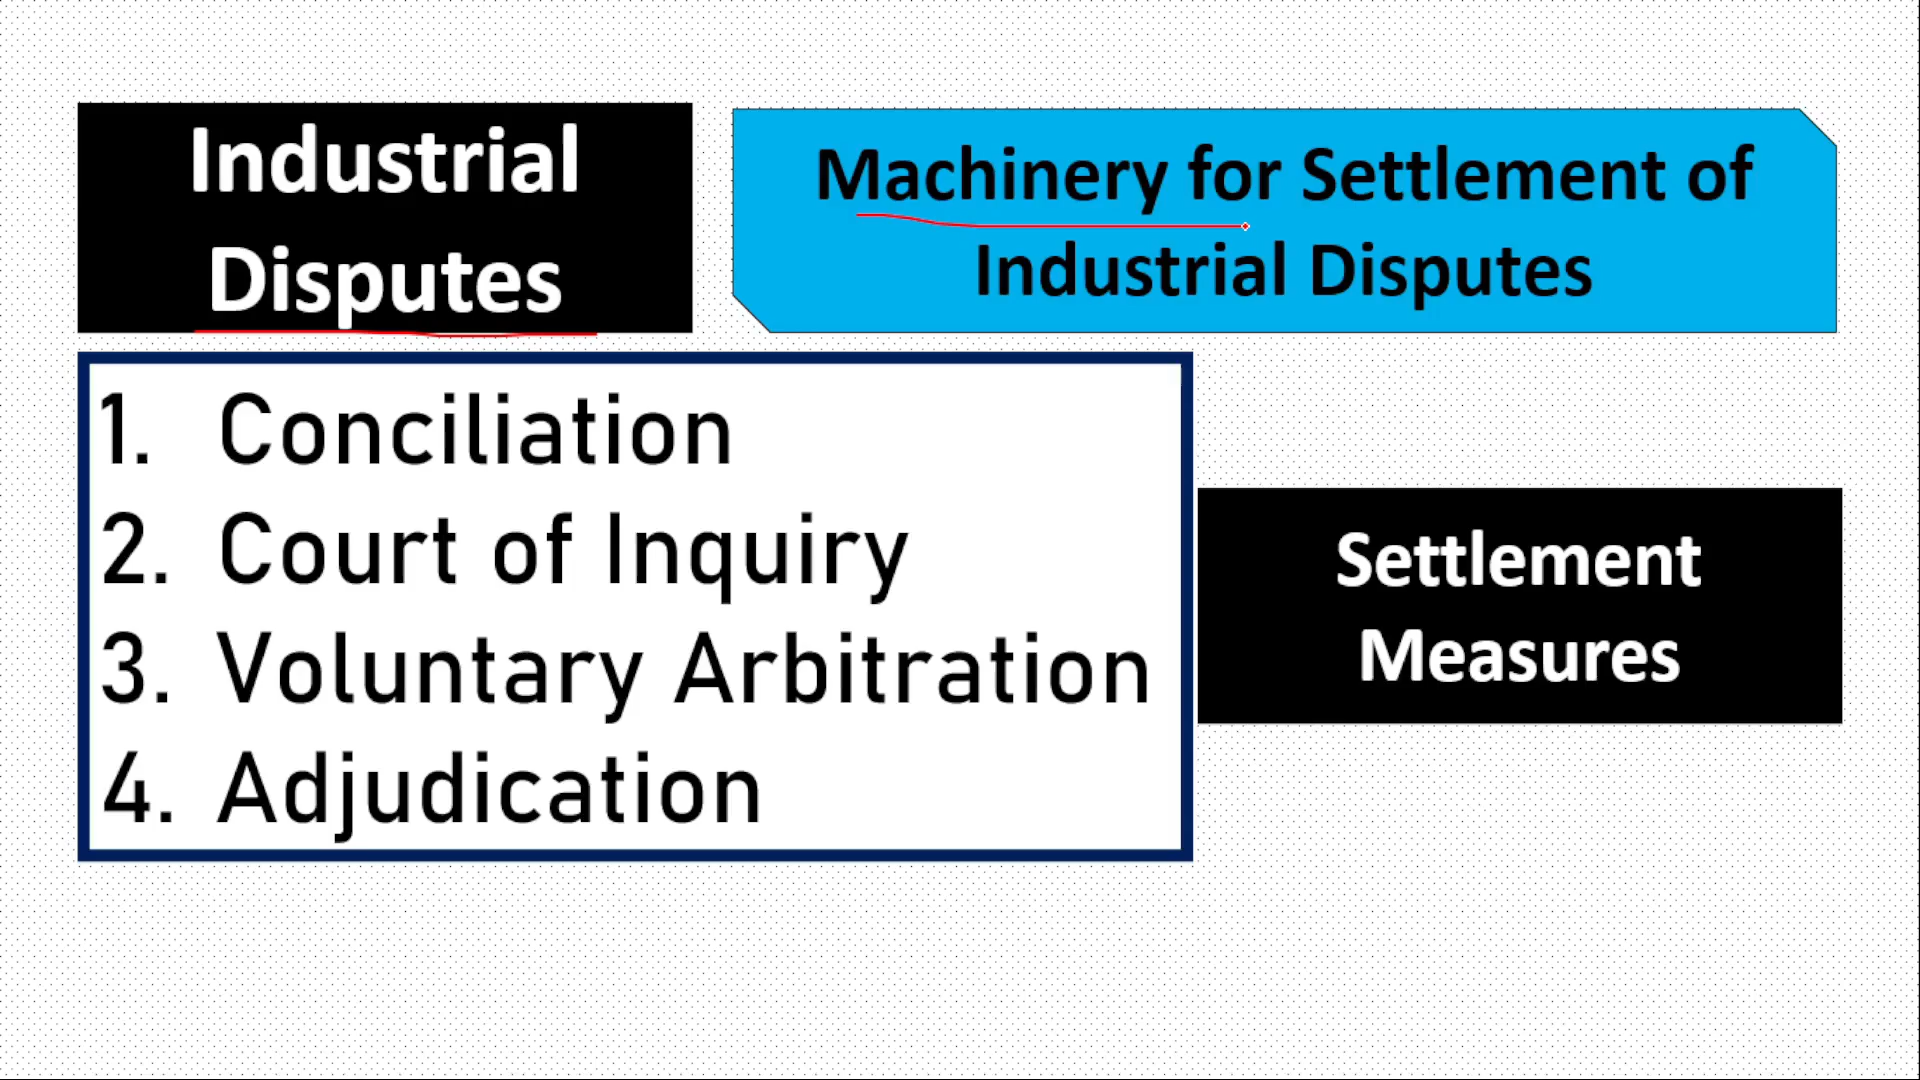 Industrial
Disputes
Machinery for Settlement of
Industrial Disputes
1. Conciliation
2. Court of Inquiry
3. Voluntary Arbitration
4. Adjudication
Settlement
Measures